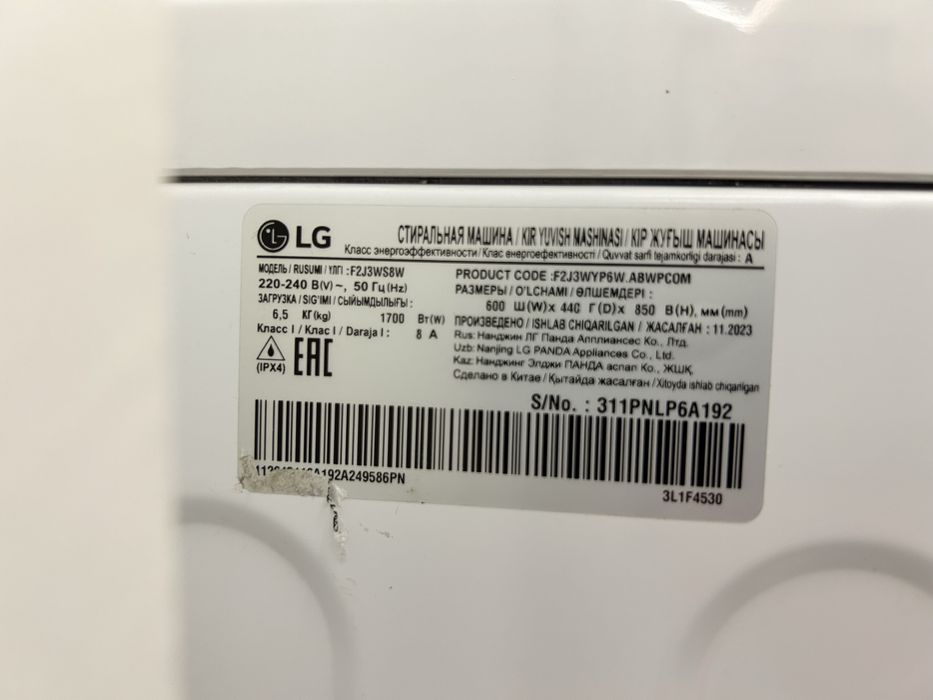 LG
СТИРАЛЬНАЯ МАШИНА / KIR YUVISH MASHINASI / КІР ЖУҒЫШ МАШИНАСЫ
Класс энергоэффективности / Клас енергоефективності / Quvvat sarfi tejamkorligi darajasi : A
МОДЕЛЬ / RUSUMI / ҮЛГІ : F2J3WS8W
220-240 В(V) ~, 50 Гц (Hz)
ЗАГРУЗКА / SIG'IMI / СЫЙЫМДЫЛЫҒЫ :
6,5 КГ(kg) 1700 Вт(W)
Класс I / Клас I / Daraja I : 8 A
(IPX4)
EAC
PRODUCT CODE :F2J3WYP6W.ABWPCOM
РАЗМЕРЫ / O'LCHAMI / ӨЛШЕМДЕРІ :
600 Ш(W) x 440 Г(D) x 850 В(H), мм (mm)
ПРОИЗВЕДЕНО / ISHLAB CHIQARILGAN / ЖАСАЛҒАН : 11.2023
Rus: Нанджин ЛГ Панда Апплиансес Ко., Лтд.
Uzb: Nanjing LG PANDA Appliances Co., Ltd.
Kaz: Нанджинг Элджи ПАНДА аспап Ко., ЖШҚ
Сделано в Китае / Қытайда жасалған / Xitoyda ishlab chiqarilgan
S/No. : 311PNLP6A192
192A249586PN
3L1F4530